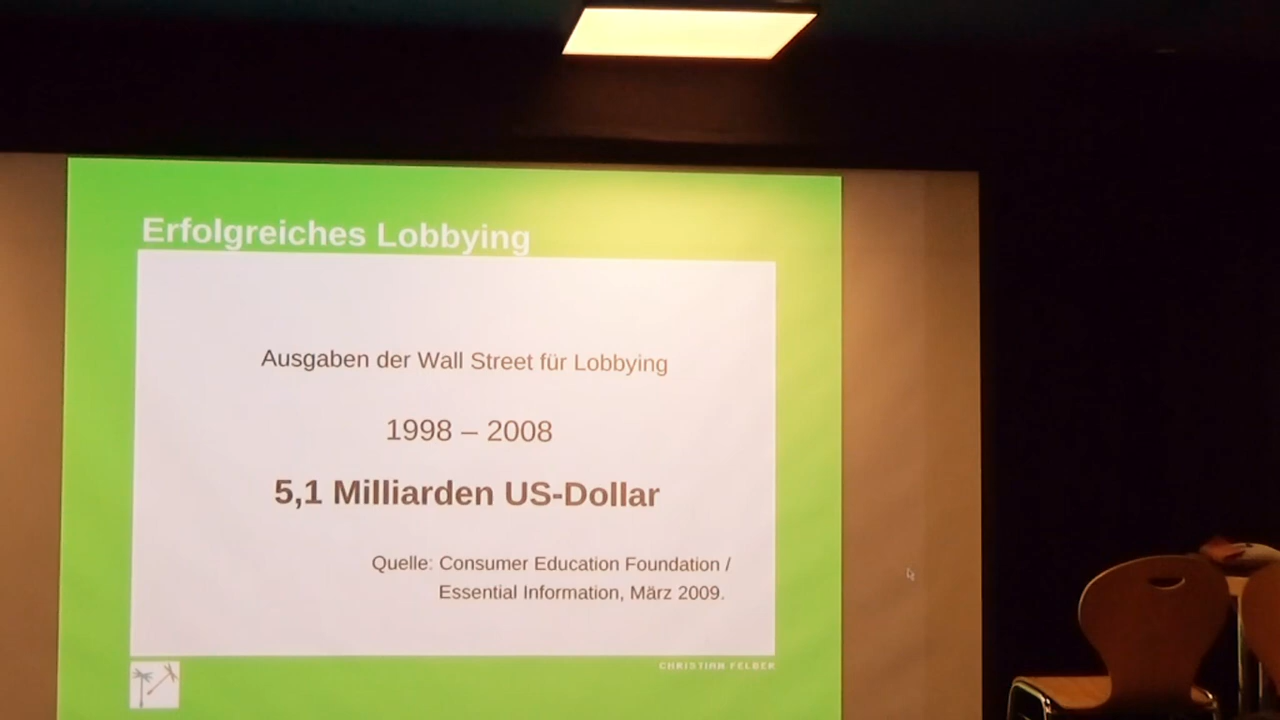 Erfolgreiches Lobbying
Ausgaben der Wall Street für Lobbying
1998 – 2008
5,1 Milliarden US-Dollar
Quelle: Consumer Education Foundation /
Essential Information, März 2009.
CHRISTIAN FELBER